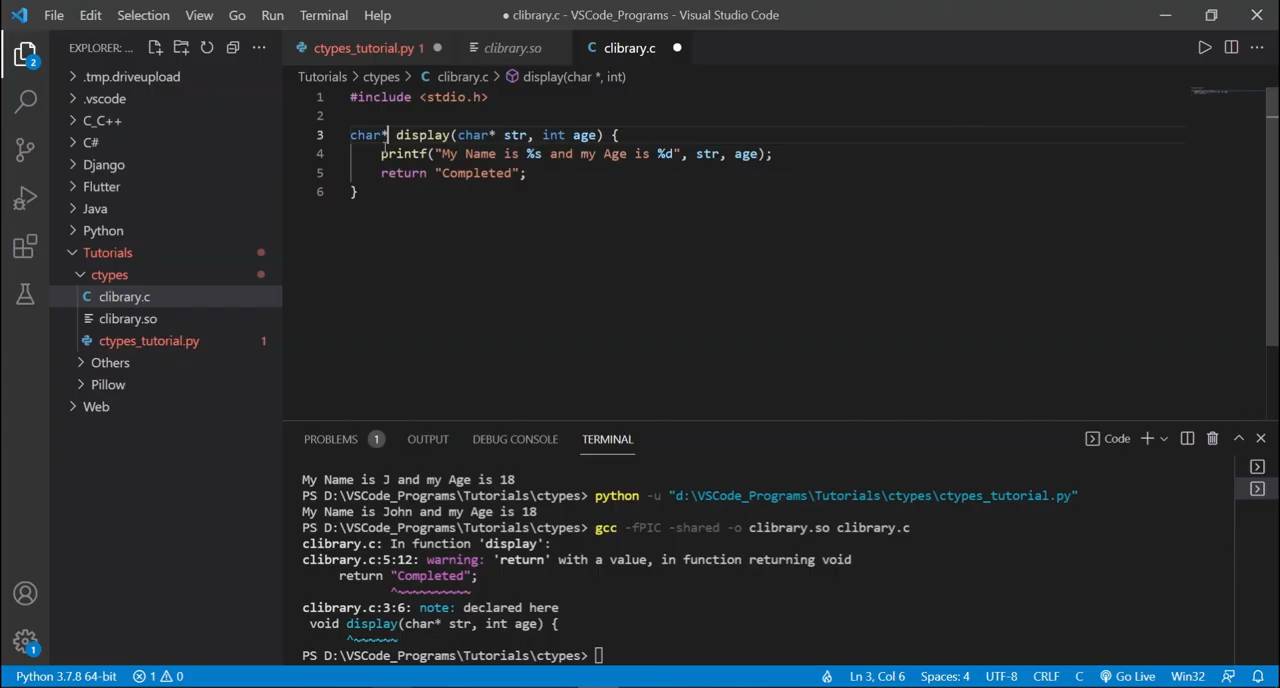 File Edit Selection View Go Run Terminal Help
● clibrary.c - VSCode_Programs - Visual Studio Code
EXPLORER: ...
ctypes_tutorial.py 1 ●
clibrary.so
C clibrary.c ●
Tutorials > ctypes > C clibrary.c > display(char *, int)
2
> .tmp.driveupload
> .vscode
> C_C++
> C#
> Django
> Flutter
> Java
> Python
Tutorials
ctypes
C clibrary.c
clibrary.so
ctypes_tutorial.py 1
> Others
> Pillow
> Web
1 #include <stdio.h>
2
3 char* display(char* str, int age) {
4 printf("My Name is %s and my Age is %d", str, age);
5 return "Completed";
6 }
PROBLEMS 1 OUTPUT DEBUG CONSOLE TERMINAL
Code
My Name is J and my Age is 18
PS D:\VSCode_Programs\Tutorials\ctypes> python -u "d:\VSCode_Programs\Tutorials\ctypes\ctypes_tutorial.py"
My Name is John and my Age is 18
PS D:\VSCode_Programs\Tutorials\ctypes> gcc -fPIC -shared -o clibrary.so clibrary.c
clibrary.c: In function 'display':
clibrary.c:5:12: warning: 'return' with a value, in function returning void
return "Completed";
^~~~~~~~~~~
clibrary.c:3:6: note: declared here
void display(char* str, int age) {
^~~~~~~
PS D:\VSCode_Programs\Tutorials\ctypes>
1
Python 3.7.8 64-bit 1 0
Ln 3, Col 6 Spaces: 4 UTF-8 CRLF C Go Live Win32